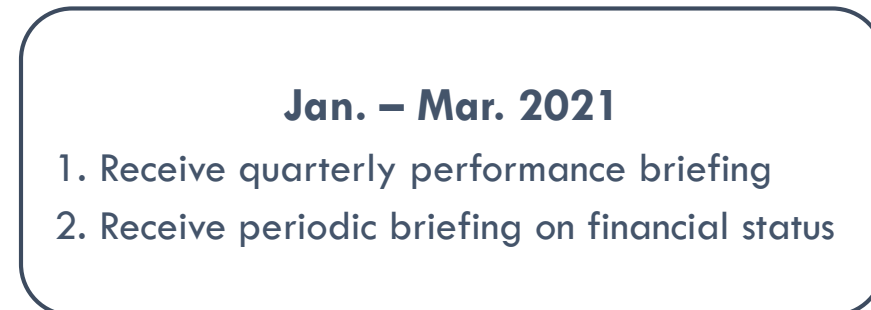 Jan. – Mar. 2021
1. Receive quarterly performance briefing
2. Receive periodic briefing on financial status